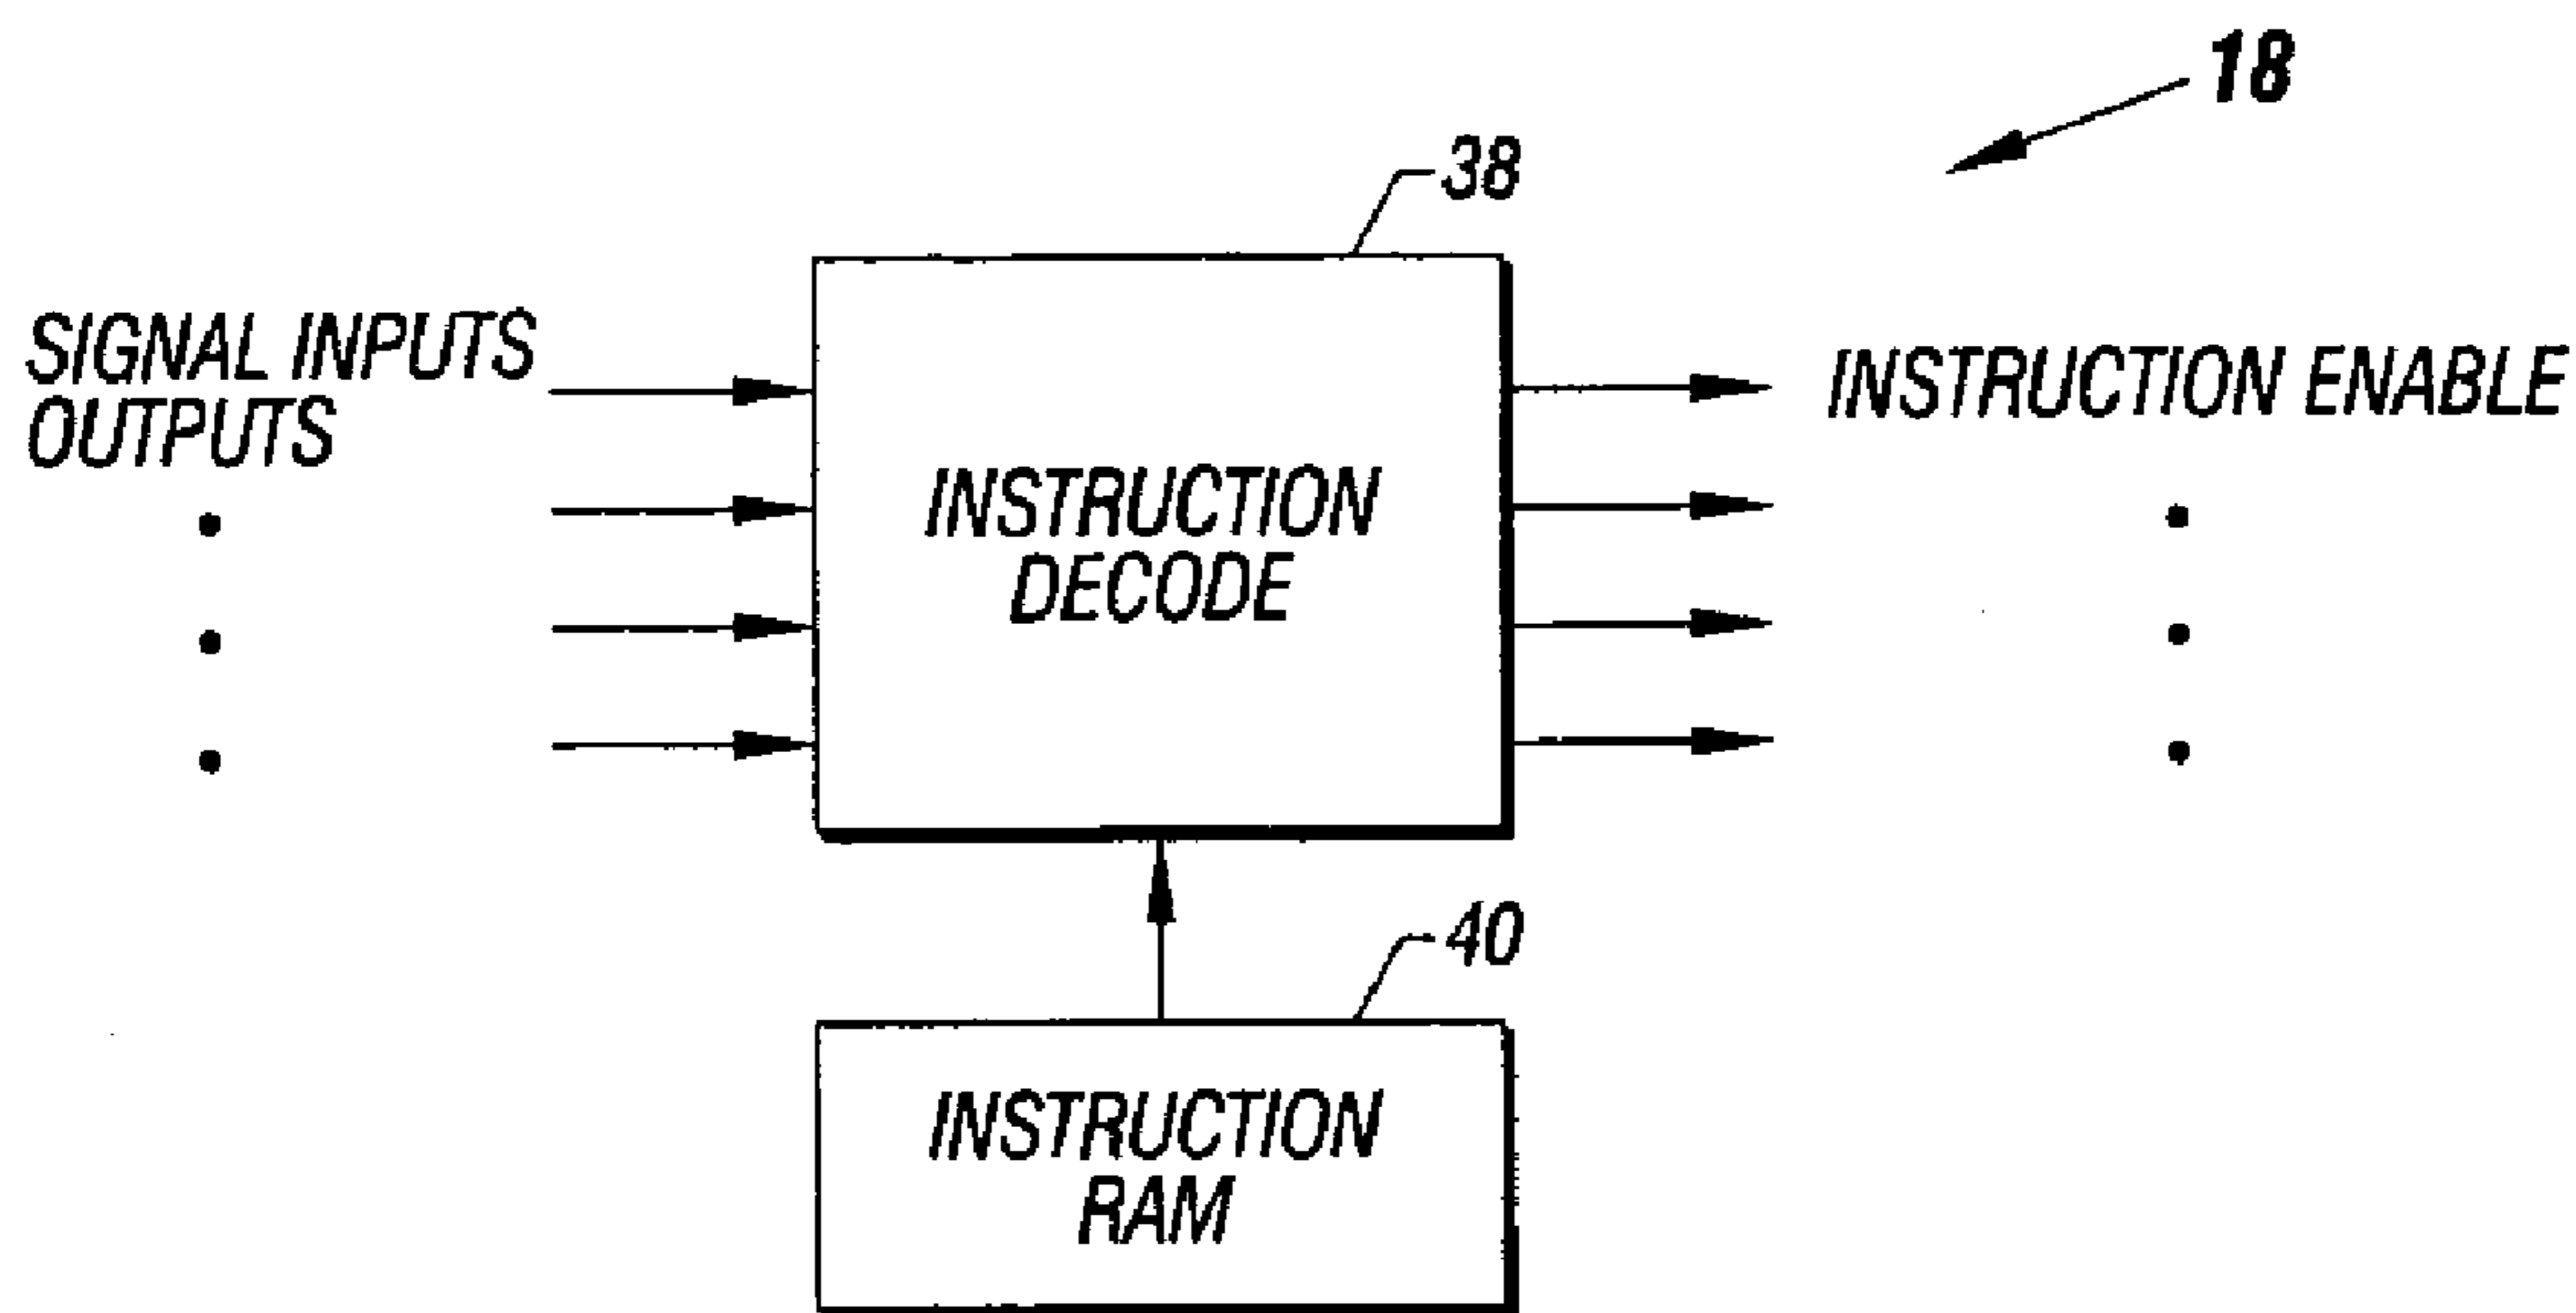 18
38
SIGNAL INPUTS
OUTPUTS
INSTRUCTION ENABLE
INSTRUCTION
DECODE
40
INSTRUCTION
RAM